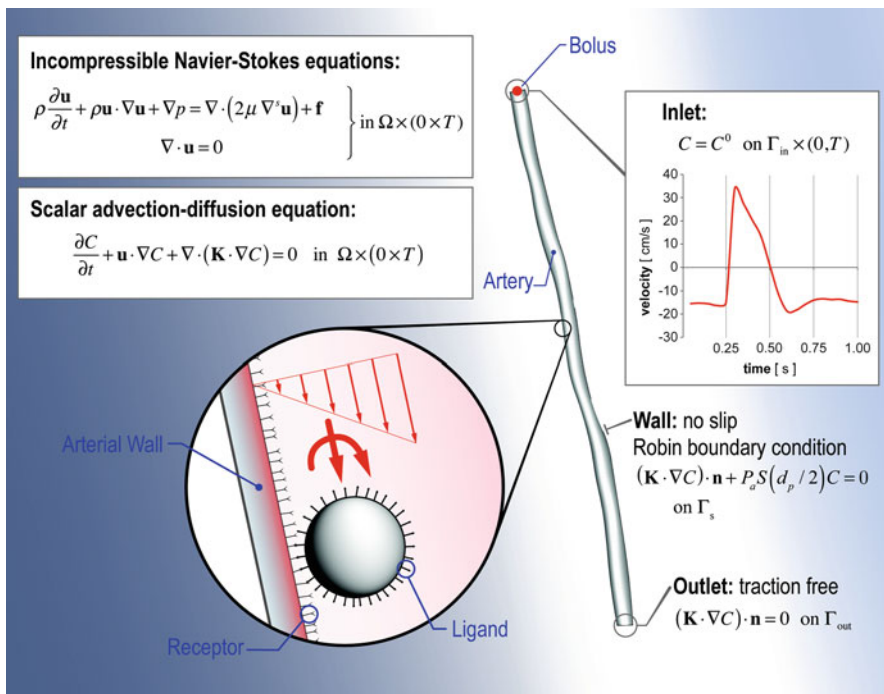 Incompressible Navier-Stokes equations:
ρ ∂u/∂t + ρu·∇u + ∇p = ∇·(2μ ∇ˢu) + f
∇·u = 0
} in Ω×(0×T)
Scalar advection-diffusion equation:
∂C/∂t + u·∇C + ∇·(K·∇C) = 0 in Ω×(0×T)
Bolus
Inlet:
C = C⁰ on Γin ×(0,T)
velocity [ cm/s ]
40
30
20
10
0
-10
-20
-30
0.25 0.50 0.75 1.00
time [ s ]
Artery
Arterial Wall
Receptor
Ligand
Wall: no slip
Robin boundary condition
(K·∇C)·n + PₐS(dₚ/2)C = 0
on Γs
Outlet: traction free
(K·∇C)·n = 0 on Γout